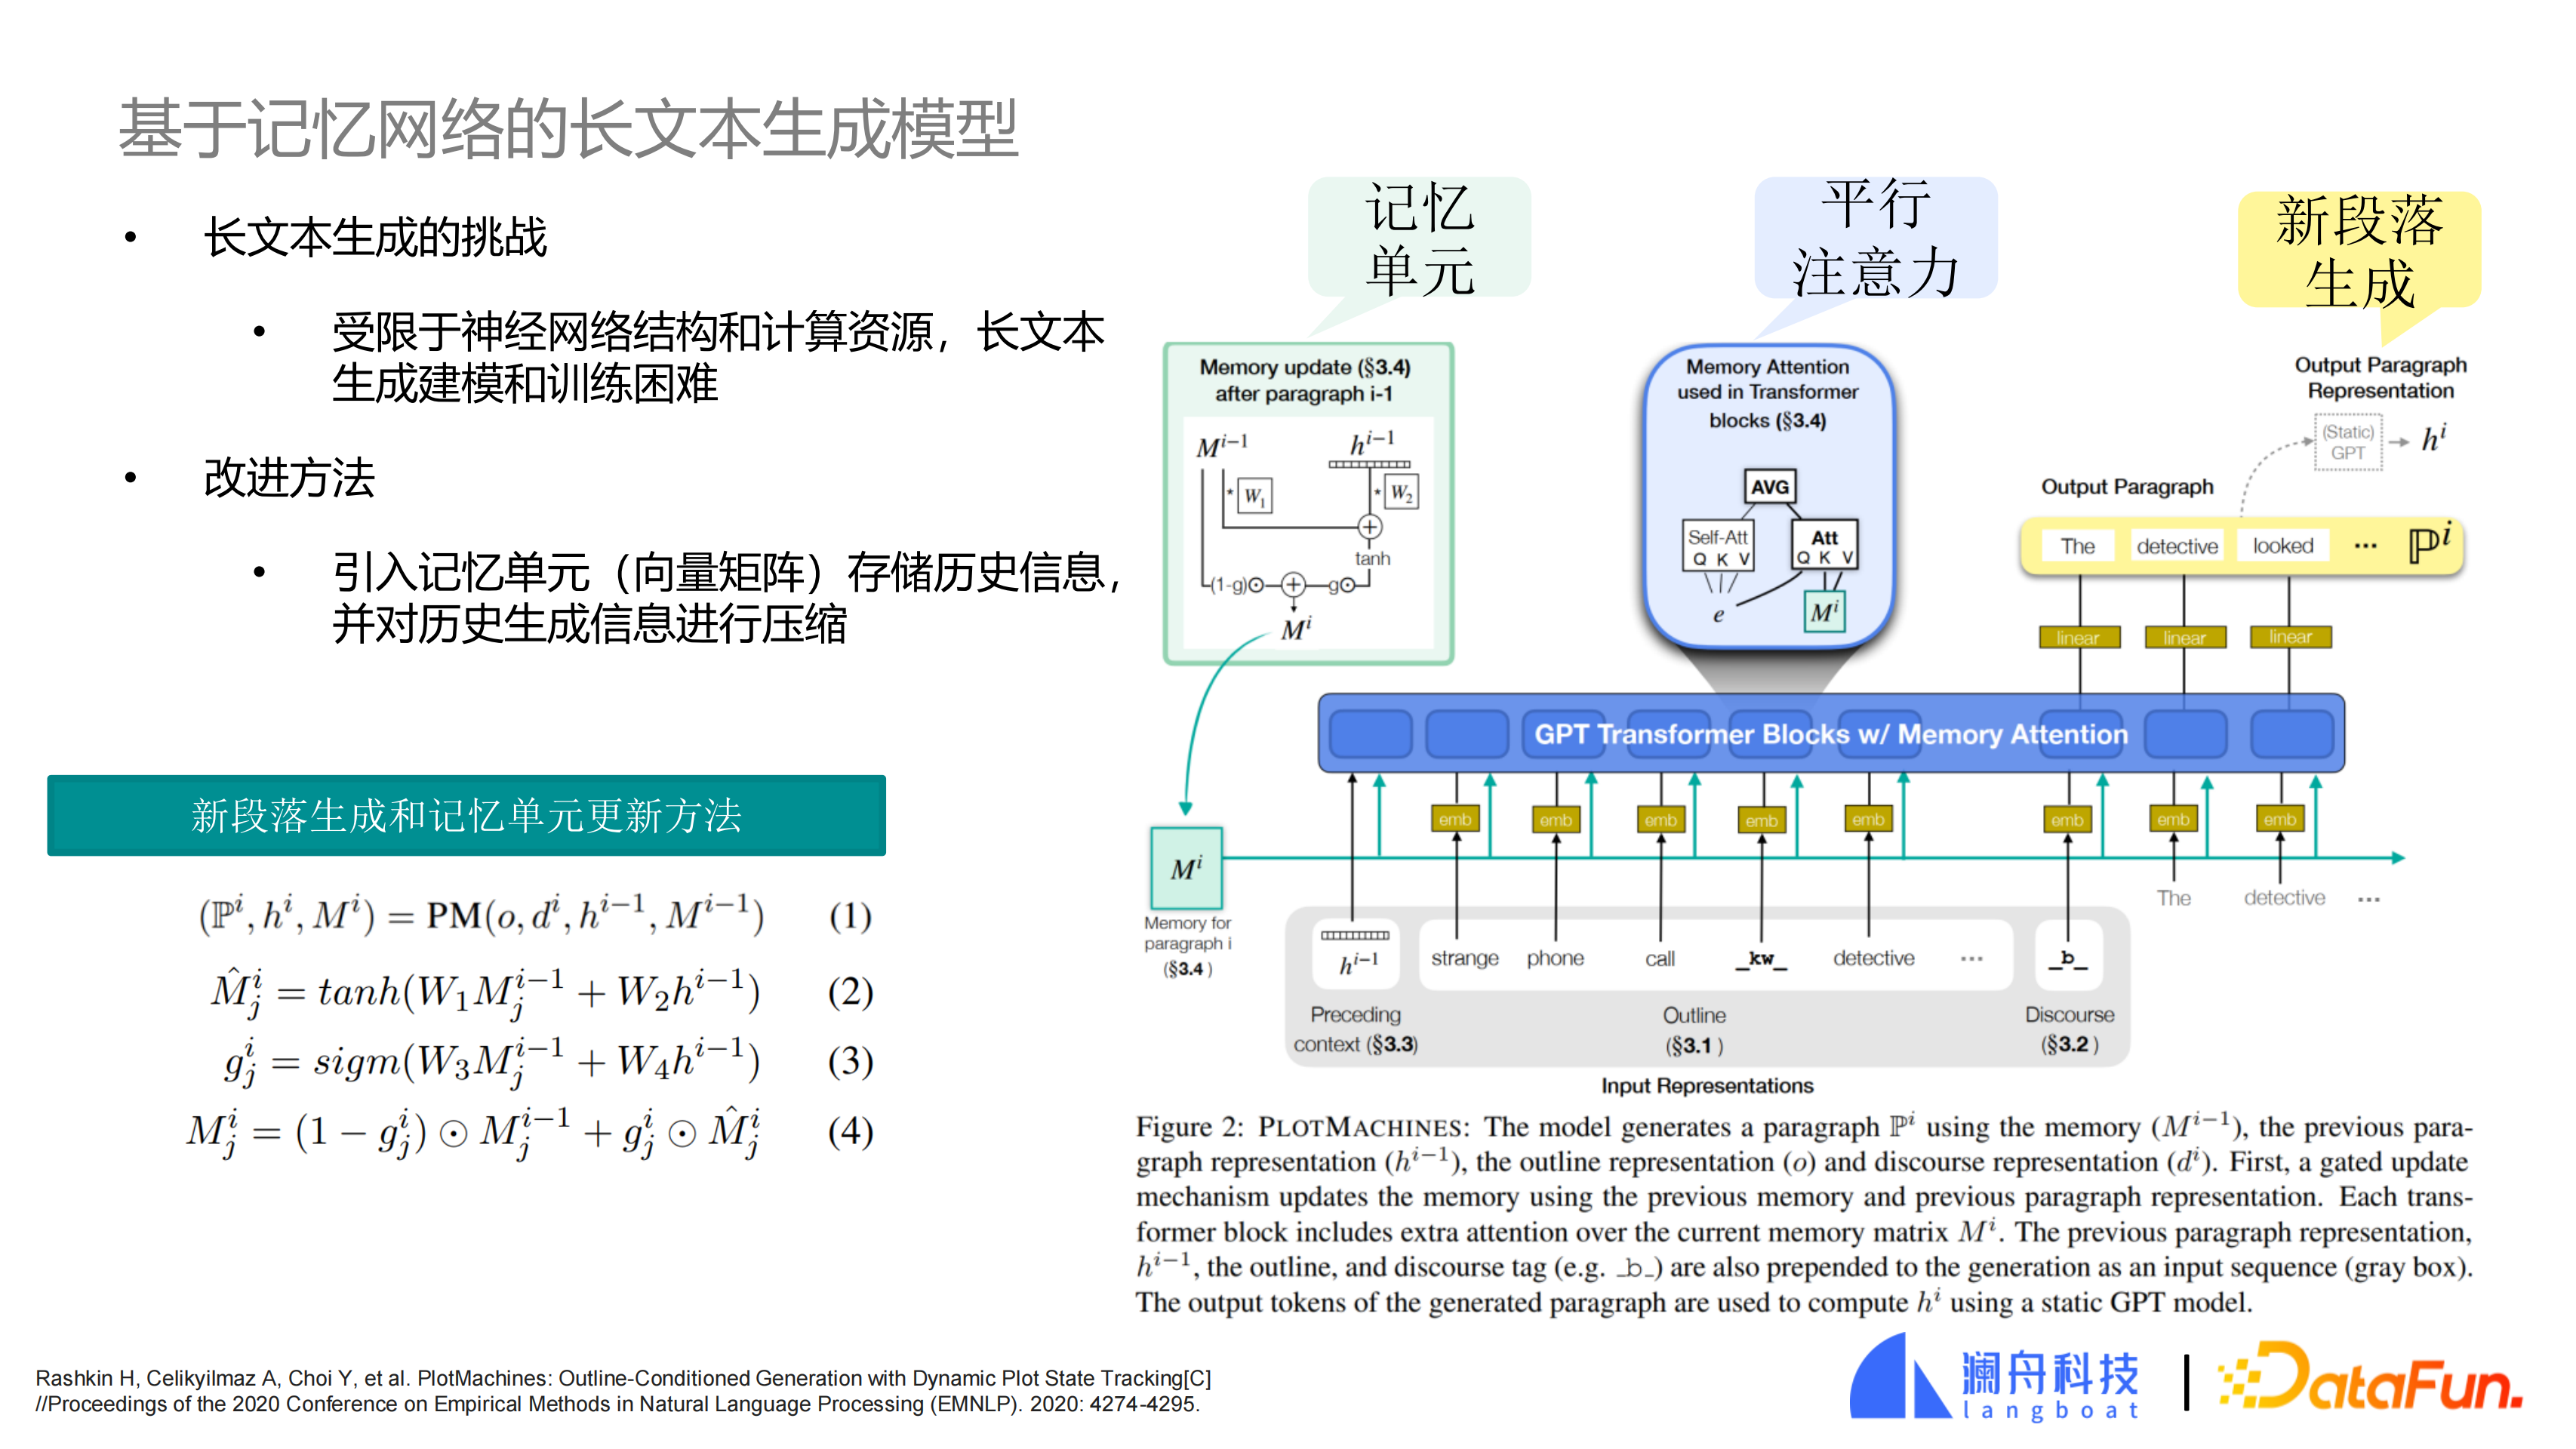 基于记忆网络的长文本生成模型
• 长文本生成的挑战
• 受限于神经网络结构和计算资源，长文本
生成建模和训练困难
• 改进方法
• 引入记忆单元（向量矩阵）存储历史信息，
并对历史生成信息进行压缩
新段落生成和记忆单元更新方法
(ℙ^i, h^i, M^i) = PM(o, d^i, h^{i−1}, M^{i−1}) (1)
M̂_j^i = tanh(W_1 M_j^{i−1} + W_2 h^{i−1}) (2)
g_j^i = sigm(W_3 M_j^{i−1} + W_4 h^{i−1}) (3)
M_j^i = (1 − g_j^i) ⊙ M_j^{i−1} + g_j^i ⊙ M̂_j^i (4)
记忆
单元
平行
注意力
新段落
生成
Memory update (§3.4)
after paragraph i-1
M^{i−1} h^{i−1}
* W_1 * W_2
+
tanh
(1-g)⊙ + g⊙
M^i
Memory Attention
used in Transformer
blocks (§3.4)
AVG
Self-Att
Q K V
Att
Q K V
e M^i
Output Paragraph
Representation
(Static)
GPT
h^i
Output Paragraph
The detective looked ... ℙ^i
linear linear linear
GPT Transformer Blocks w/ Memory Attention
emb emb emb emb emb emb emb emb
M^i
Memory for
paragraph i
(§3.4 )
The detective ...
h^{i−1} strange phone call _kw_ detective ... _b_
Preceding
context (§3.3)
Outline
(§3.1 )
Discourse
(§3.2 )
Input Representations
Figure 2: PLOTMACHINES: The model generates a paragraph ℙ^i using the memory (M^{i−1}), the previous para-
graph representation (h^{i−1}), the outline representation (o) and discourse representation (d^i). First, a gated update
mechanism updates the memory using the previous memory and previous paragraph representation. Each trans-
former block includes extra attention over the current memory matrix M^i. The previous paragraph representation,
h^{i−1}, the outline, and discourse tag (e.g. _b_) are also prepended to the generation as an input sequence (gray box).
The output tokens of the generated paragraph are used to compute h^i using a static GPT model.
Rashkin H, Celikyilmaz A, Choi Y, et al. PlotMachines: Outline-Conditioned Generation with Dynamic Plot State Tracking[C]
//Proceedings of the 2020 Conference on Empirical Methods in Natural Language Processing (EMNLP). 2020: 4274-4295.
澜舟科技
langboat
DataFun.